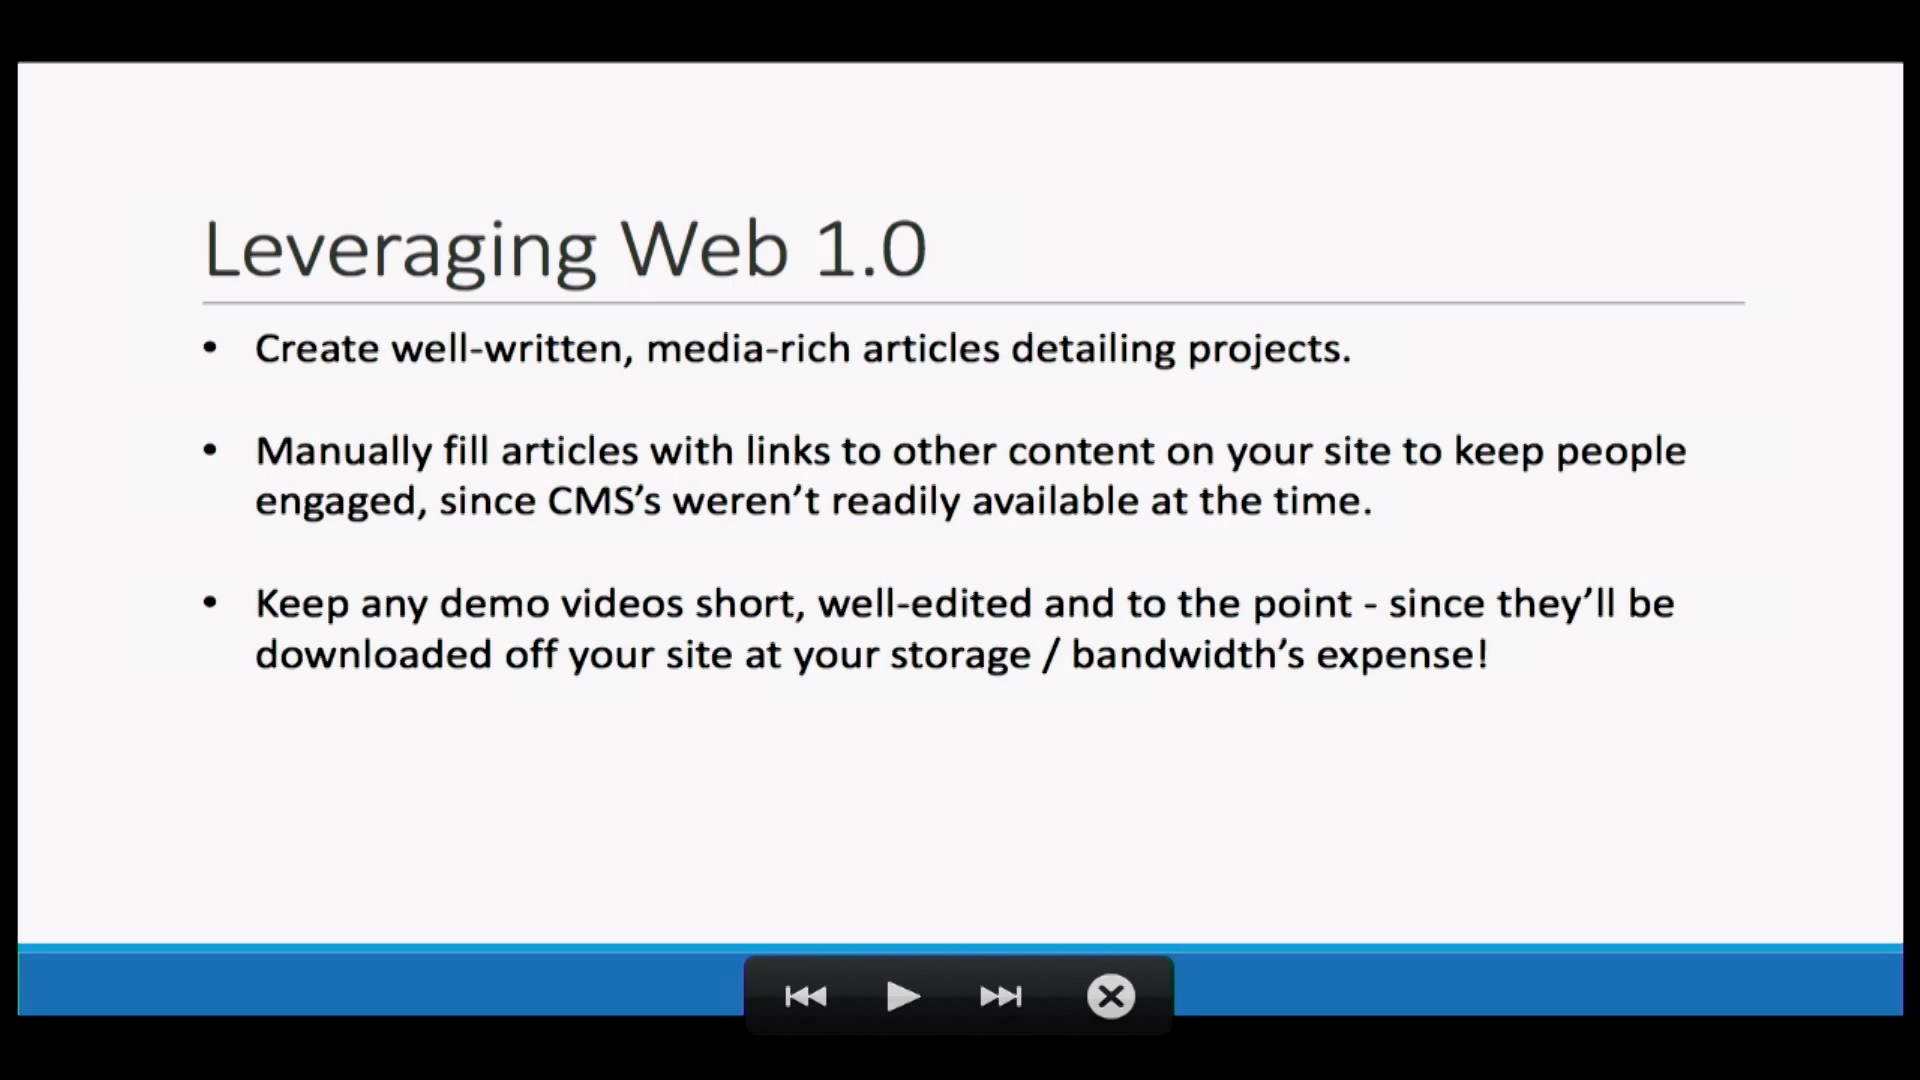 Leveraging Web 1.0
• Create well-written, media-rich articles detailing projects.
• Manually fill articles with links to other content on your site to keep people
engaged, since CMS’s weren’t readily available at the time.
• Keep any demo videos short, well-edited and to the point - since they’ll be
downloaded off your site at your storage / bandwidth’s expense!